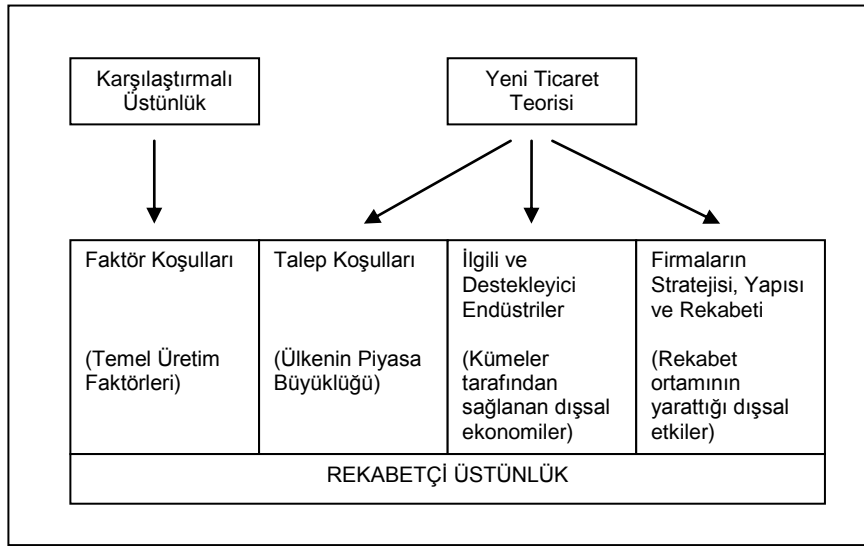 Karşılaştırmalı
Üstünlük
Yeni Ticaret
Teorisi
Faktör Koşulları
(Temel Üretim
Faktörleri)
Talep Koşulları
(Ülkenin Piyasa
Büyüklüğü)
İlgili ve
Destekleyici
Endüstriler
(Kümeler
tarafından
sağlanan dışsal
ekonomiler)
Firmaların
Stratejisi, Yapısı
ve Rekabeti
(Rekabet
ortamının
yarattığı dışsal
etkiler)
REKABETÇİ ÜSTÜNLÜK